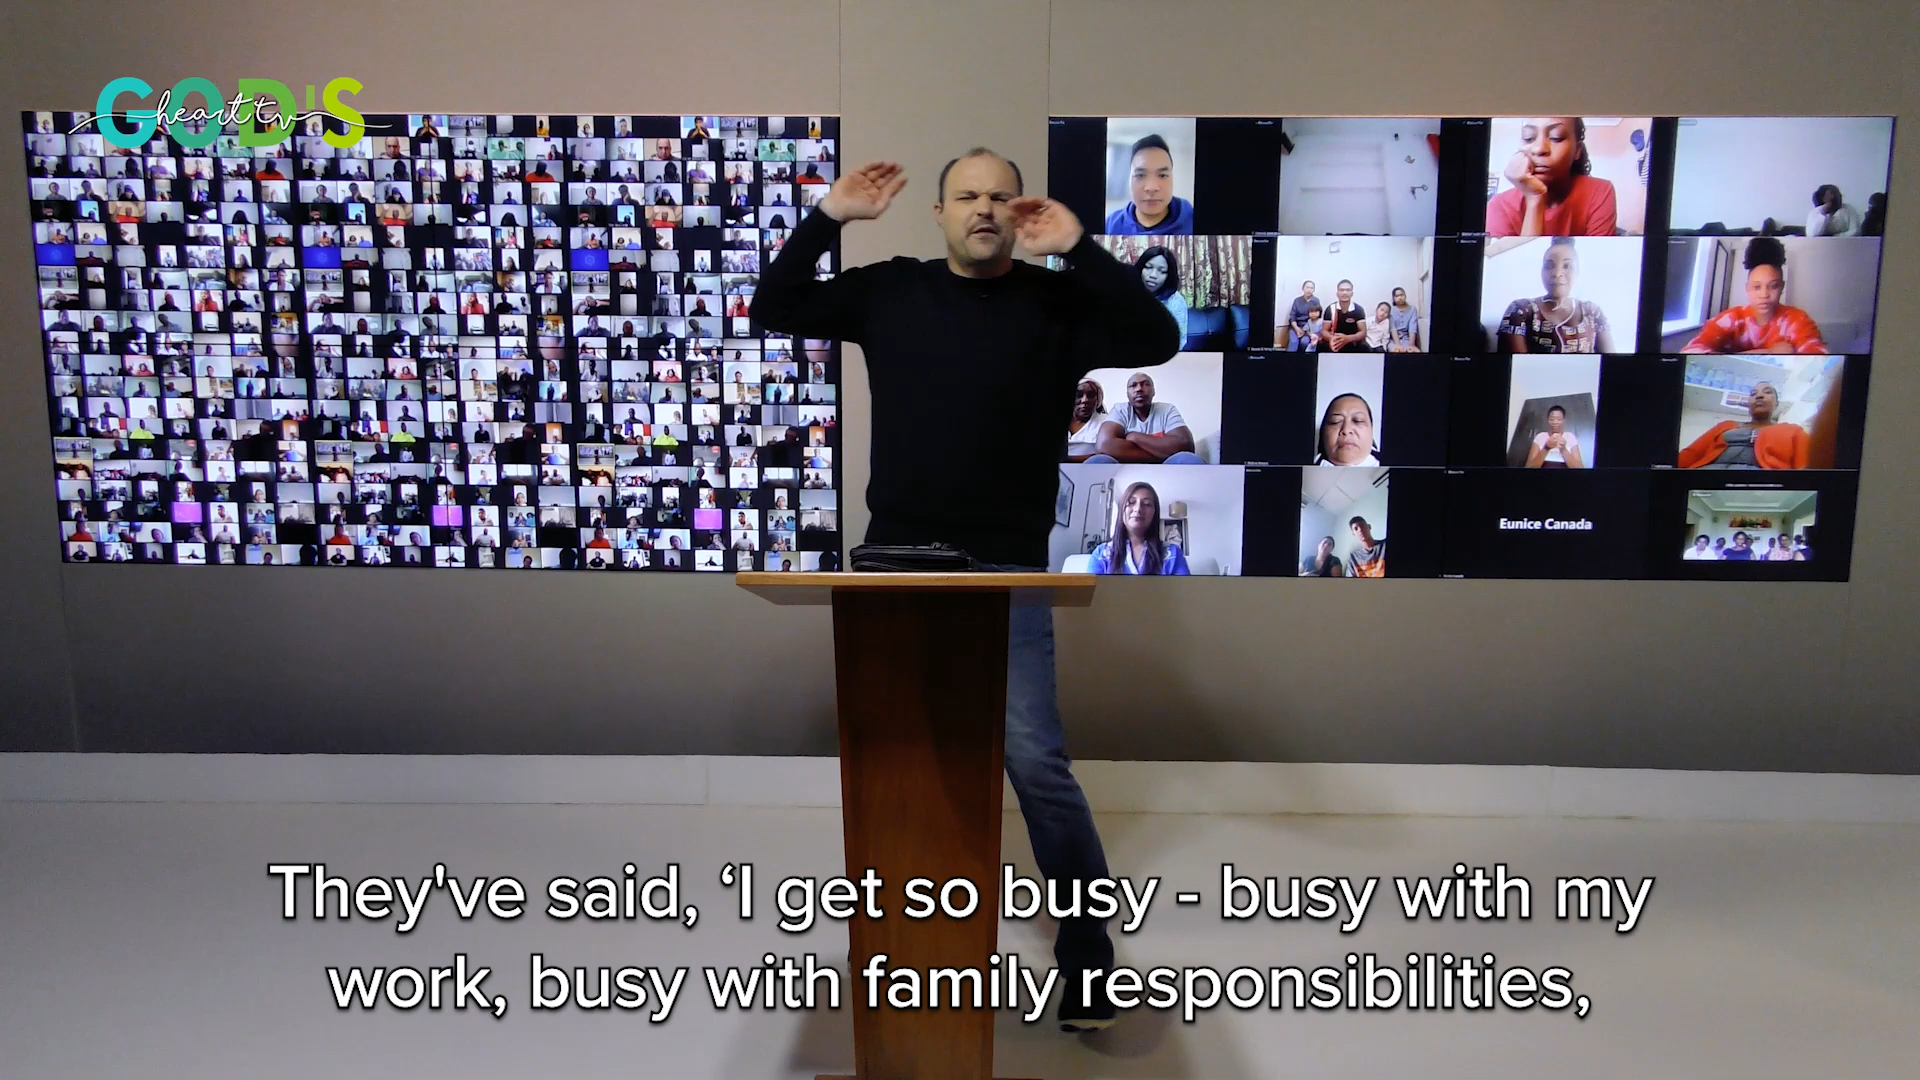 GOD'S
heart tv
Eunice Canada
They've said, ‘I get so busy - busy with my
work, busy with family responsibilities,